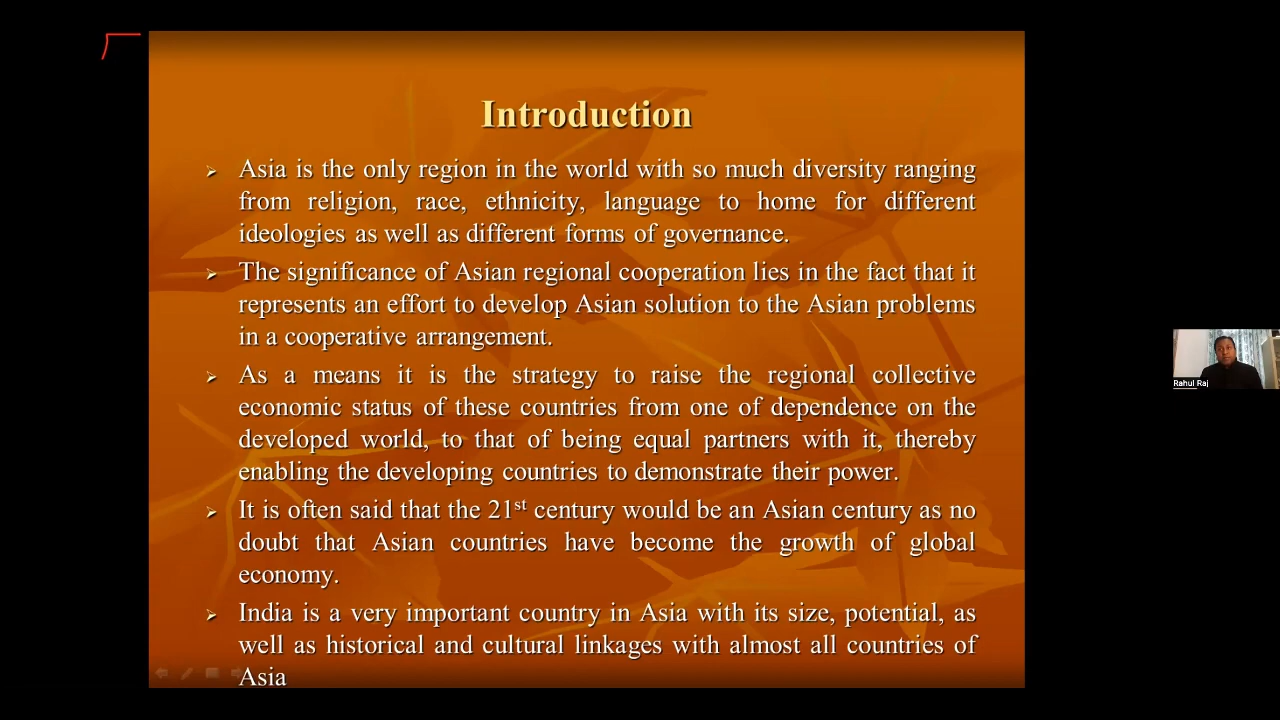 Introduction
Asia is the only region in the world with so much diversity ranging
from religion, race, ethnicity, language to home for different
ideologies as well as different forms of governance.
The significance of Asian regional cooperation lies in the fact that it
represents an effort to develop Asian solution to the Asian problems
in a cooperative arrangement.
As a means it is the strategy to raise the regional collective
economic status of these countries from one of dependence on the
developed world, to that of being equal partners with it, thereby
enabling the developing countries to demonstrate their power.
It is often said that the 21st century would be an Asian century as no
doubt that Asian countries have become the growth of global
economy.
India is a very important country in Asia with its size, potential, as
well as historical and cultural linkages with almost all countries of
Asia
Rahul Raj